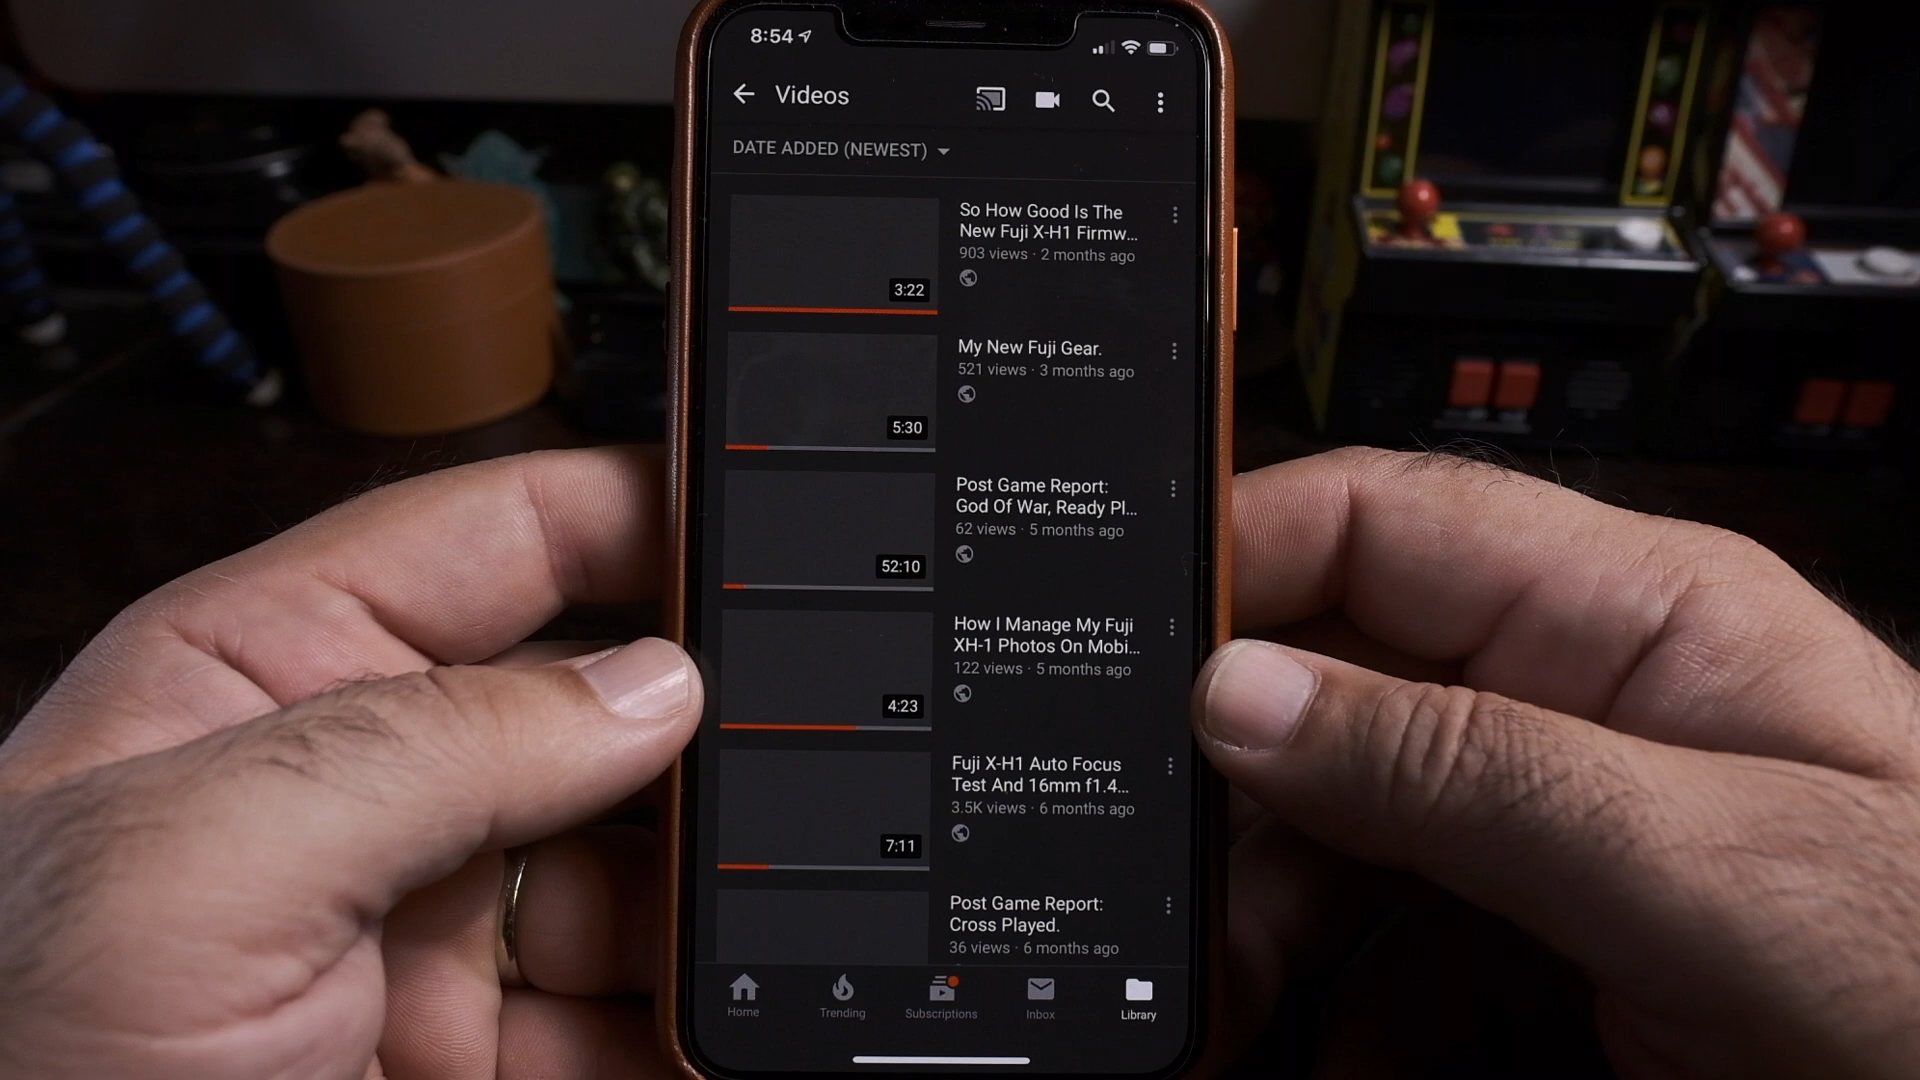 8:54
Videos
DATE ADDED (NEWEST)
So How Good Is The
New Fuji X-H1 Firmw...
903 views · 2 months ago
3:22
My New Fuji Gear.
521 views · 3 months ago
5:30
Post Game Report:
God Of War, Ready Pl...
62 views · 5 months ago
52:10
How I Manage My Fuji
XH-1 Photos On Mobi...
122 views · 5 months ago
4:23
Fuji X-H1 Auto Focus
Test And 16mm f1.4...
3.5K views · 6 months ago
7:11
Post Game Report:
Cross Played.
36 views · 6 months ago
Home
Trending
Subscriptions
Inbox
Library